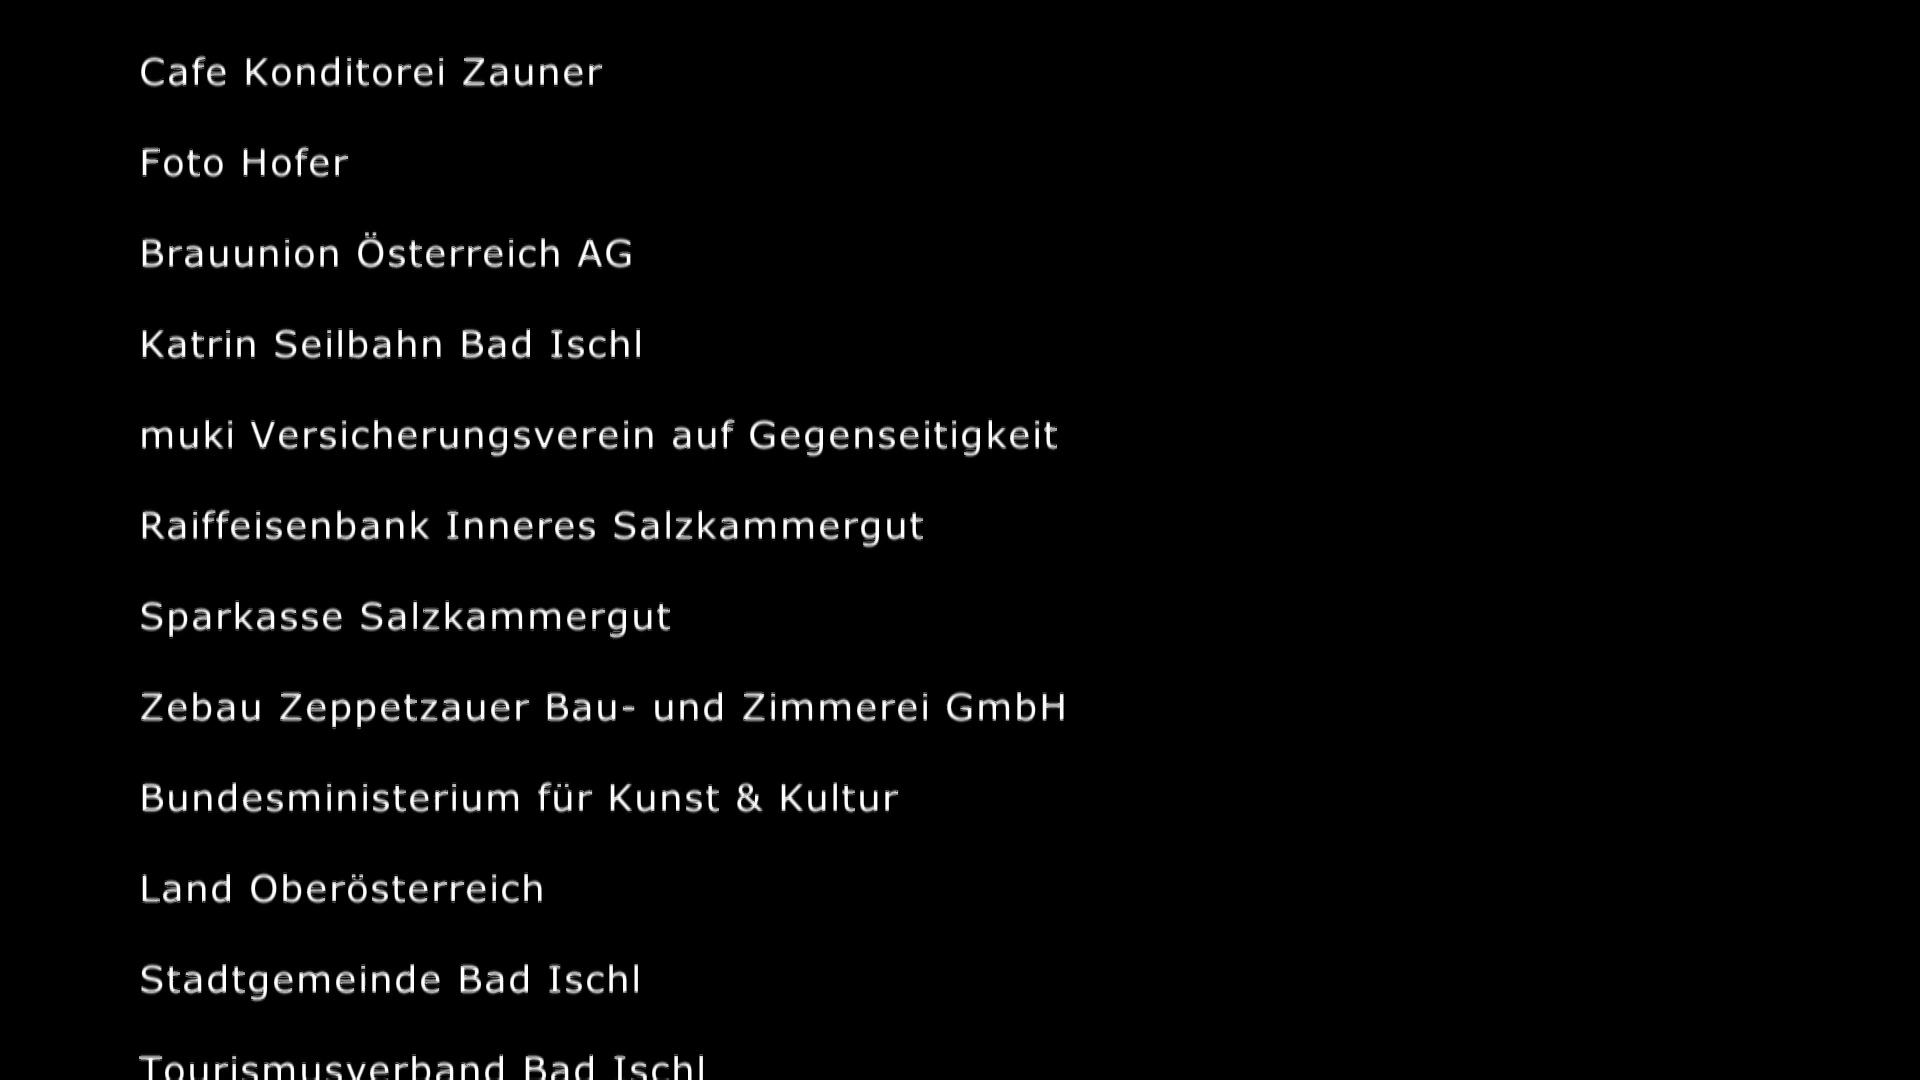 Cafe Konditorei Zauner
Foto Hofer
Brauunion Österreich AG
Katrin Seilbahn Bad Ischl
muki Versicherungsverein auf Gegenseitigkeit
Raiffeisenbank Inneres Salzkammergut
Sparkasse Salzkammergut
Zebau Zeppetzauer Bau- und Zimmerei GmbH
Bundesministerium für Kunst & Kultur
Land Oberösterreich
Stadtgemeinde Bad Ischl
Tourismusverband Bad Ischl